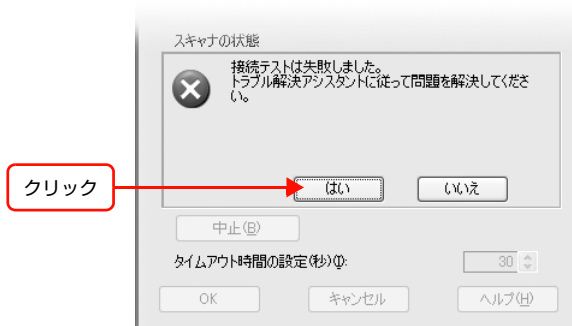 スキャナの状態
接続テストは失敗しました。
トラブル解決アシスタントに従って問題を解決してくださ
い。
クリック
はい
いいえ
中止(B)
タイムアウト時間の設定(秒)(I):
30
OK
キャンセル
ヘルプ(H)